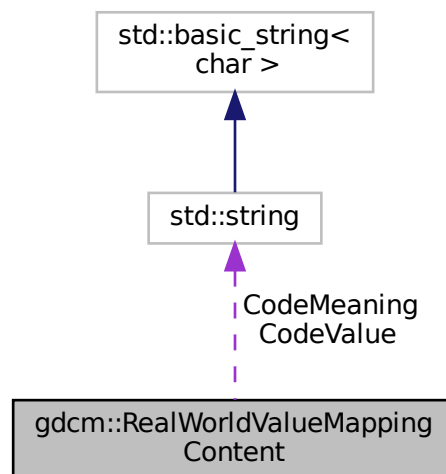 std::basic_string<
char >
std::string
CodeMeaning
CodeValue
gdcm::RealWorldValueMapping
Content